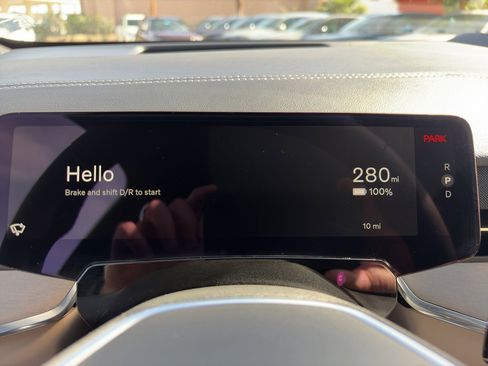 Hello
Brake and shift D/R to start
280 mi
100%
10 mi
PARK
R
P
D